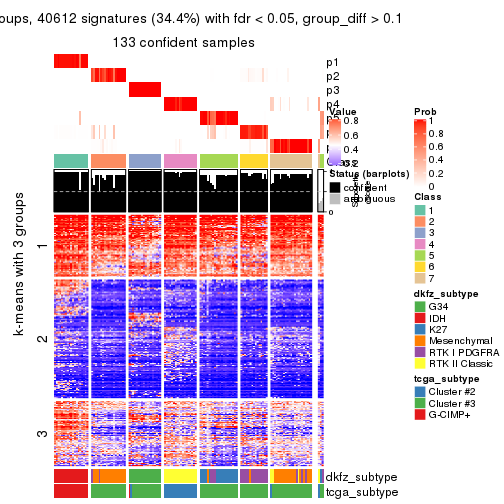 oups, 40612 signatures (34.4%) with fdr < 0.05, group_diff > 0.1
133 confident samples
p1
p2
p3
p4
Value
0.8
0.6
0.4
0.2
Status (barplots)
confident
ambiguous
0
Prob
1
0.8
0.6
0.4
0.2
0
Class
1
2
3
4
5
6
7
dkfz_subtype
G34
IDH
K27
Mesenchymal
RTK I PDGFRA
RTK II Classic
tcga_subtype
Cluster #2
Cluster #3
G-CIMP+
k-means with 3 groups
1
2
3
dkfz_subtype
tcga_subtype